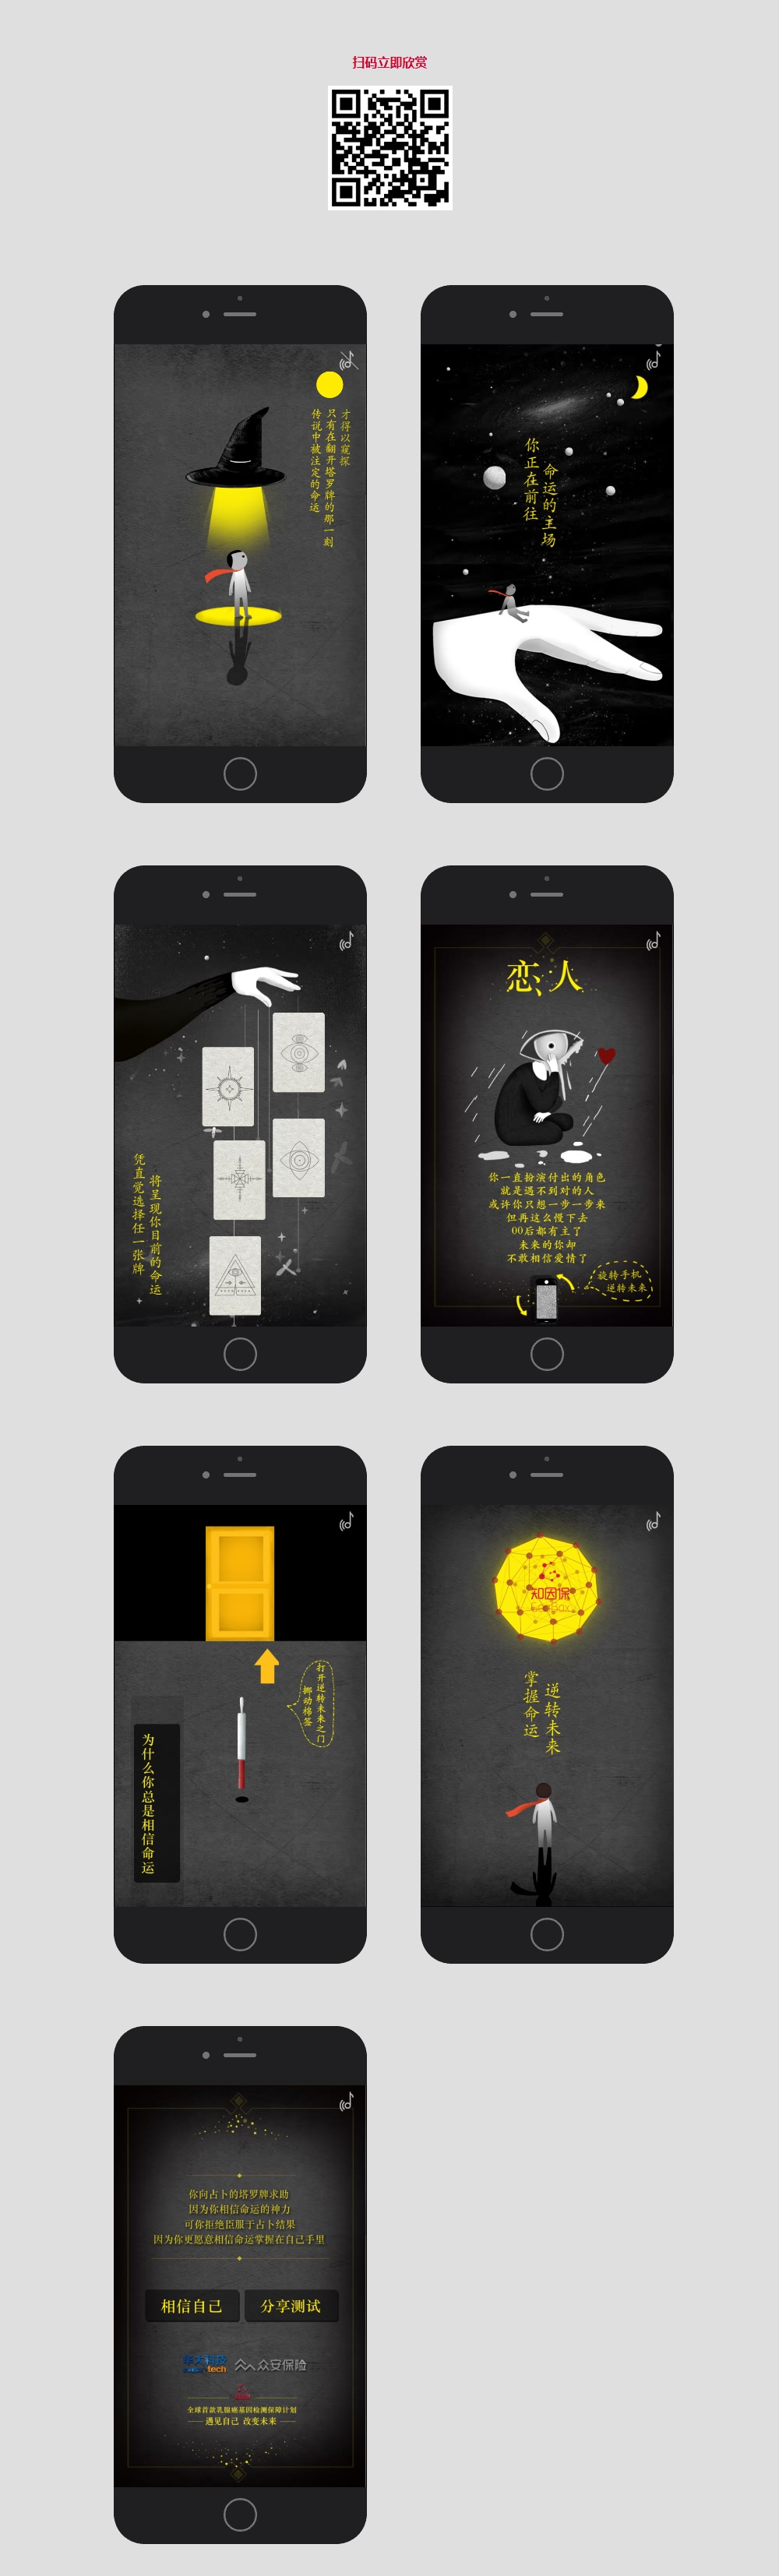 扫码立即欣赏
才得以窥探
只有在翻开塔罗牌的那一刻
传说中被注定的命运
你正在前往
命运的主场
凭直觉选择任一张牌
将呈现你目前的命运
恋人
你一直扮演付出的角色
就是遇不到对的人
或许你只想一步一步来
但再这么慢下去
00后都有主了
未来的你却
不敢相信爱情了
旋转手机
逆转未来
打开逆转未来之门
挪动棉签
为什么你总是相信命运
知因保
掌握命运
逆转未来
你向占卜的塔罗牌求助
因为你相信命运的神力
可你拒绝臣服于占卜结果
因为你更愿意相信命运掌握在自己手里
相信自己
分享测试
华大科技
tech
众安保险
全球首款乳腺癌基因检测保障计划
遇见自己 改变未来